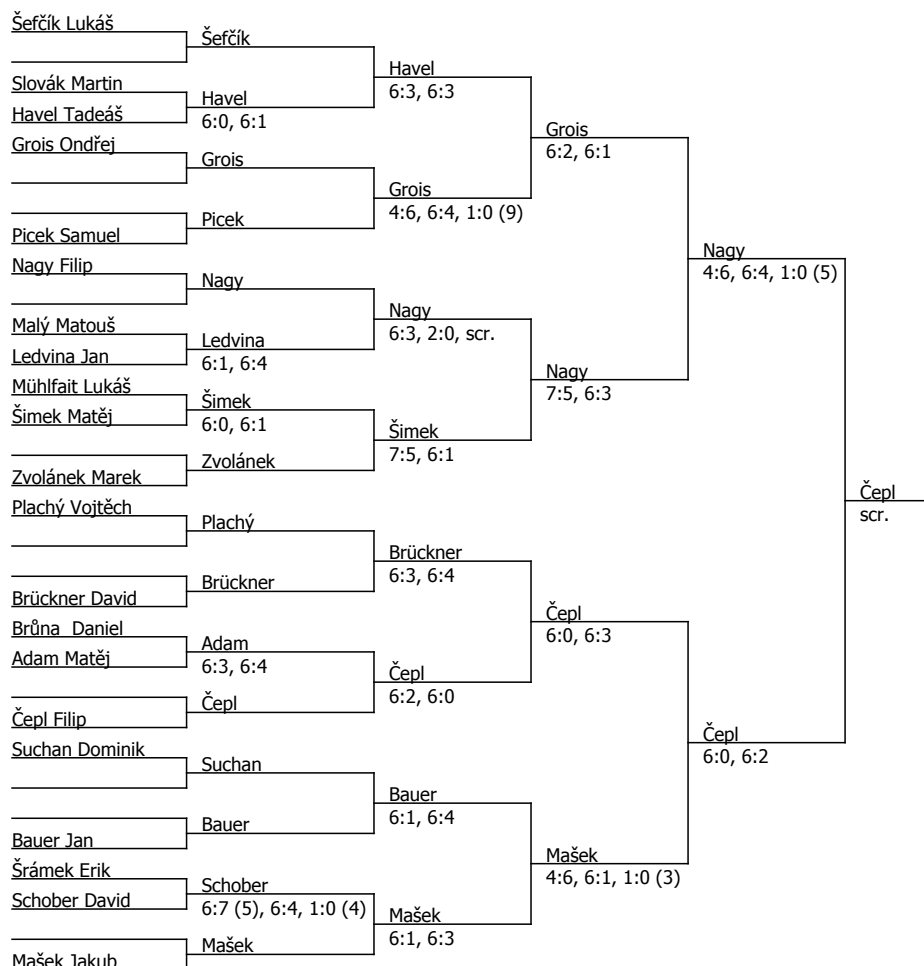 Šefčík Lukáš
Šefčík
Havel
6:3, 6:3
Slovák Martin
Havel
6:0, 6:1
Havel Tadeáš
Grois
6:2, 6:1
Grois Ondřej
Grois
Grois
4:6, 6:4, 1:0 (9)
Picek
Picek Samuel
Nagy
4:6, 6:4, 1:0 (5)
Nagy Filip
Nagy
Nagy
6:3, 2:0, scr.
Malý Matouš
Ledvina
6:1, 6:4
Ledvina Jan
Nagy
7:5, 6:3
Mühlfait Lukáš
Šimek
6:0, 6:1
Šimek Matěj
Šimek
7:5, 6:1
Zvolánek
Zvolánek Marek
Čepl
scr.
Plachý Vojtěch
Plachý
Brückner
6:3, 6:4
Brückner
Brückner David
Čepl
6:0, 6:3
Brůna  Daniel
Adam
6:3, 6:4
Adam Matěj
Čepl
6:2, 6:0
Čepl
Čepl Filip
Čepl
6:0, 6:2
Suchan Dominik
Suchan
Bauer
6:1, 6:4
Bauer
Bauer Jan
Mašek
4:6, 6:1, 1:0 (3)
Šrámek Erik
Schober
6:7 (5), 6:4, 1:0 (4)
Schober David
Mašek
6:1, 6:3
Mašek
Mašek Jakub